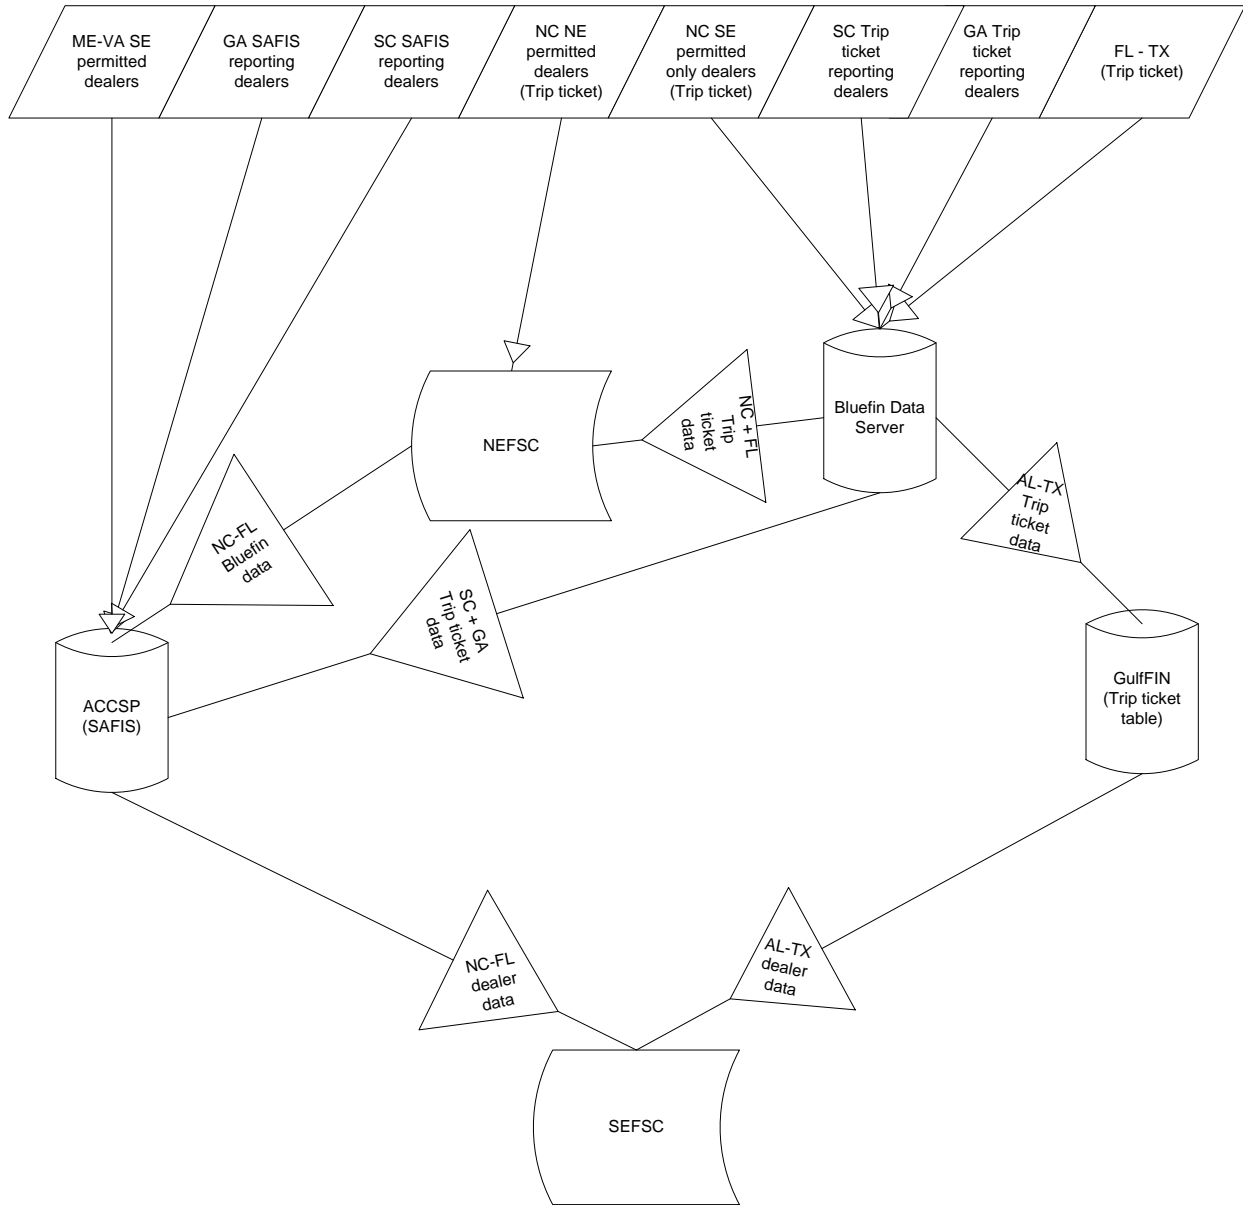 ME-VA SE
permitted
dealers
GA SAFIS
reporting
dealers
SC SAFIS
reporting
dealers
NC NE
permitted
dealers
(Trip ticket)
NC SE
permitted
only dealers
(Trip ticket)
SC Trip
ticket
reporting
dealers
GA Trip
ticket
reporting
dealers
FL - TX
(Trip ticket)
Bluefin Data
Server
NEFSC
NC + FL
Trip
ticket
data
AL-TX
Trip
ticket
data
NC-FL
Bluefin
data
SC + GA
Trip ticket
data
ACCSP
(SAFIS)
GulfFIN
(Trip ticket
table)
NC-FL
dealer
data
AL-TX
dealer
data
SEFSC